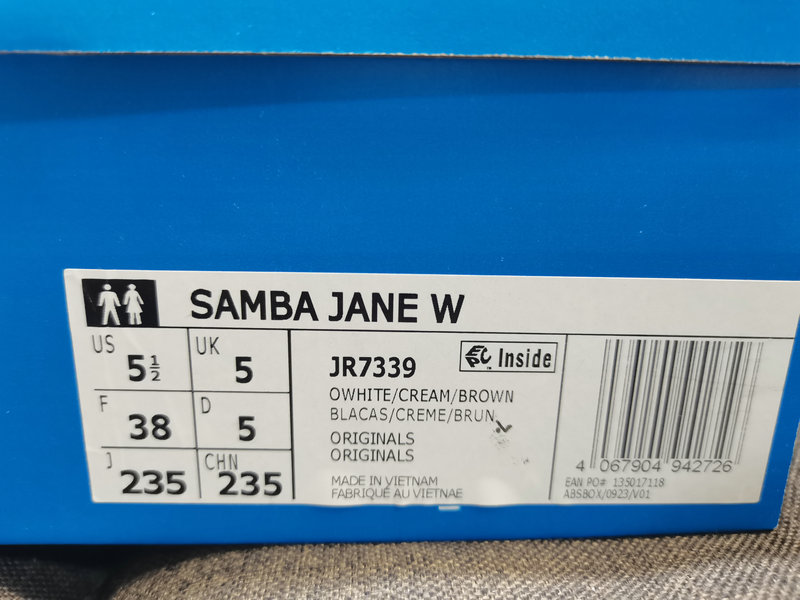 SAMBA JANE W
US 5½ UK 5
F 38 D 5
J 235 CHN 235
JR7339
EPC Inside
OWHITE/CREAM/BROWN
BLACAS/CREME/BRUN
ORIGINALS
ORIGINALS
MADE IN VIETNAM
FABRIQUÉ AU VIETNAE
4 067904 942726
EAN PO# 135017118
ABSBOX/0923/V01